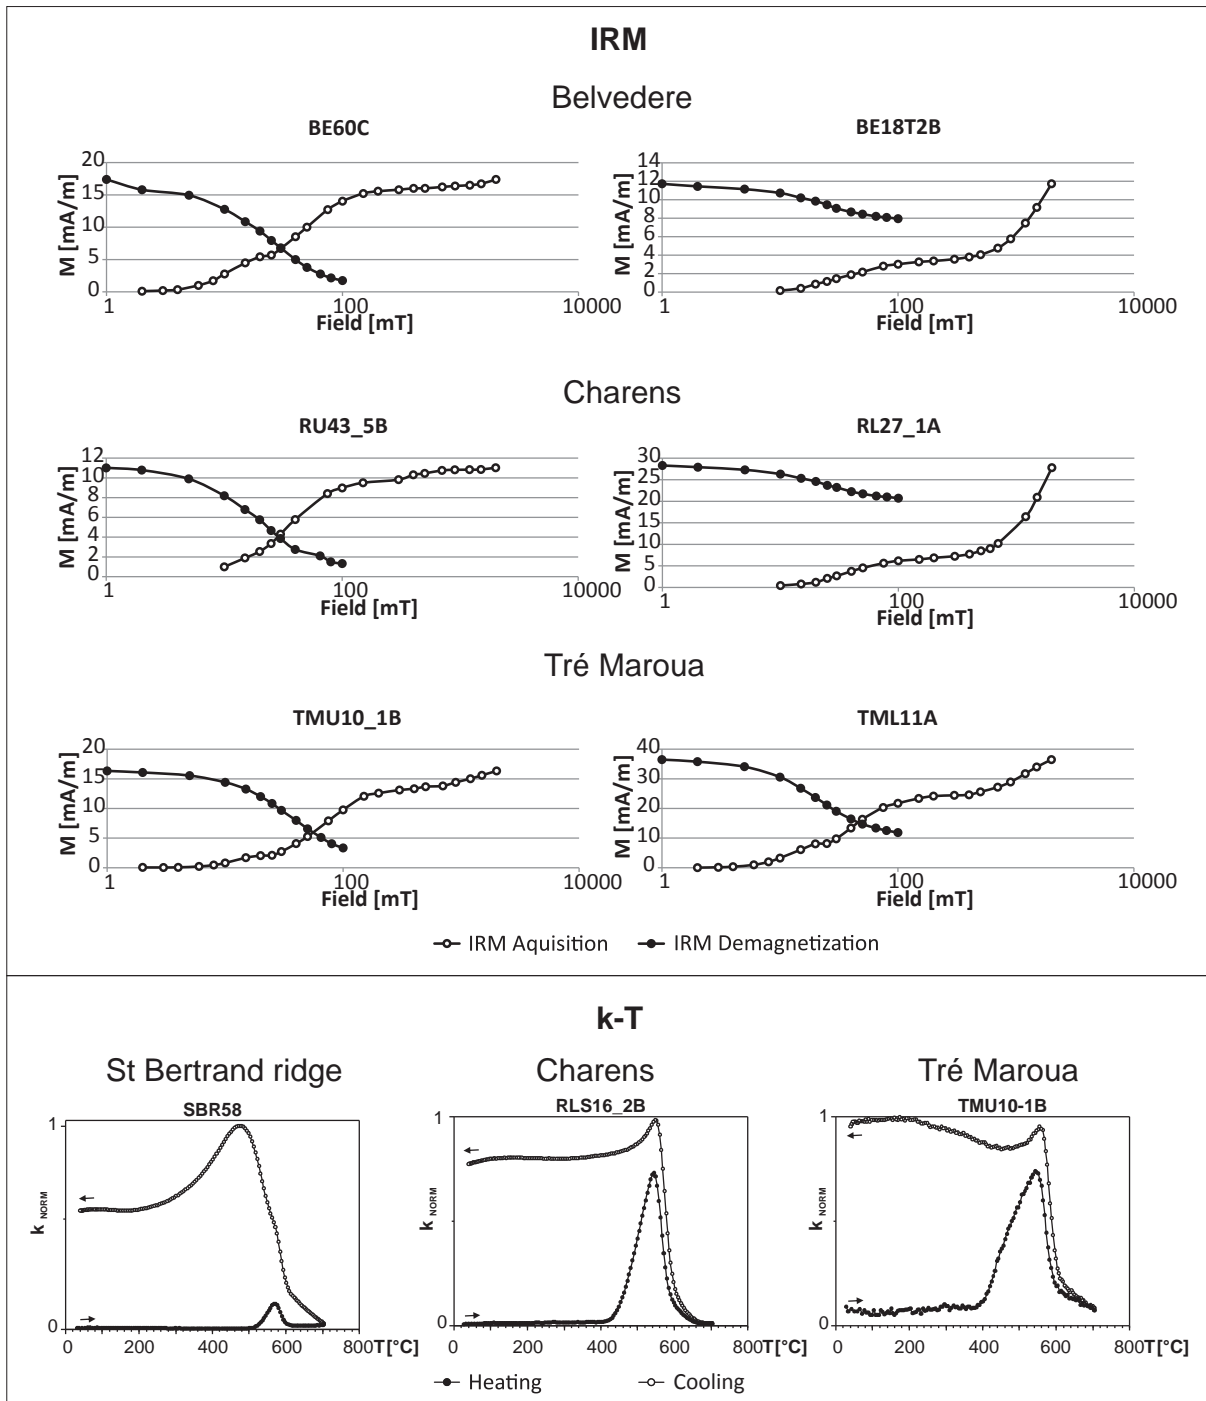 IRM
Belvedere
BE60C
BE18T2B
M [mA/m]
20
15
10
5
0
1
100
10000
Field [mT]
M [mA/m]
14
12
10
8
6
4
2
0
1
100
10000
Field [mT]
Charens
RU43_5B
RL27_1A
M [mA/m]
12
10
8
6
4
2
0
1
100
10000
Field [mT]
M [mA/m]
30
25
20
15
10
5
0
1
100
10000
Field [mT]
Tré Maroua
TMU10_1B
TML11A
M [mA/m]
20
15
10
5
0
1
100
10000
Field [mT]
M [mA/m]
40
30
20
10
0
1
100
10000
Field [mT]
IRM Aquisition
IRM Demagnetization
k-T
St Bertrand ridge
SBR58
k NORM
1
0
0 200 400 600 800 T[°C]
Charens
RLS16_2B
k NORM
1
0
0 200 400 600 800 T[°C]
Tré Maroua
TMU10-1B
k NORM
1
0
0 200 400 600 800 T[°C]
Heating
Cooling